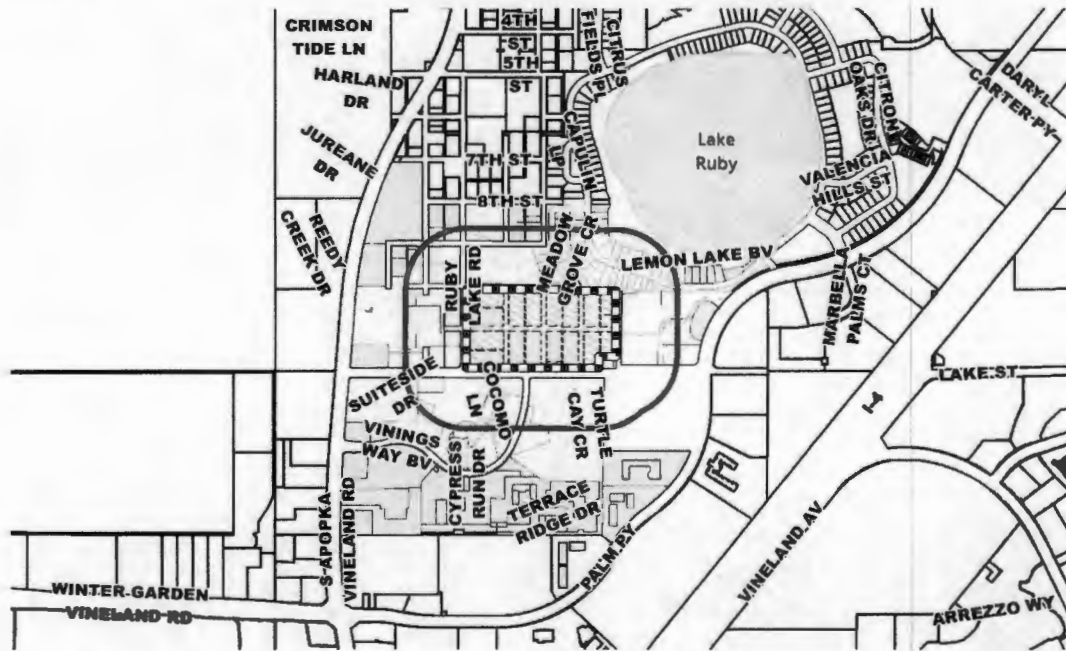 CRIMSON
TIDE LN
HARLAND
DR
JUREANE
DR
REEDY
CREEK DR
4TH
ST
5TH
ST
7TH ST
8TH ST
FIELDS PL
CITRUS
CAPULIN
LP
Lake
Ruby
OAKS DR
CITRON
VALENCIA
HILLS ST
DARYL
CARTER PY
MEADOW
GROVE CR
LEMON LAKE BV
RUBY
LAKE RD
MARBELLA
PALMS CT
SUITESIDE
DR
COCOMO
LN
TURTLE
CAY CR
VININGS
WAY BV
CYPRESS
RUN DR
TERRACE
RIDGE DR
LAKE ST
I-4
S APOPKA
VINELAND RD
PALM PY
VINELAND AV
WINTER GARDEN
VINELAND RD
ARREZZO WY